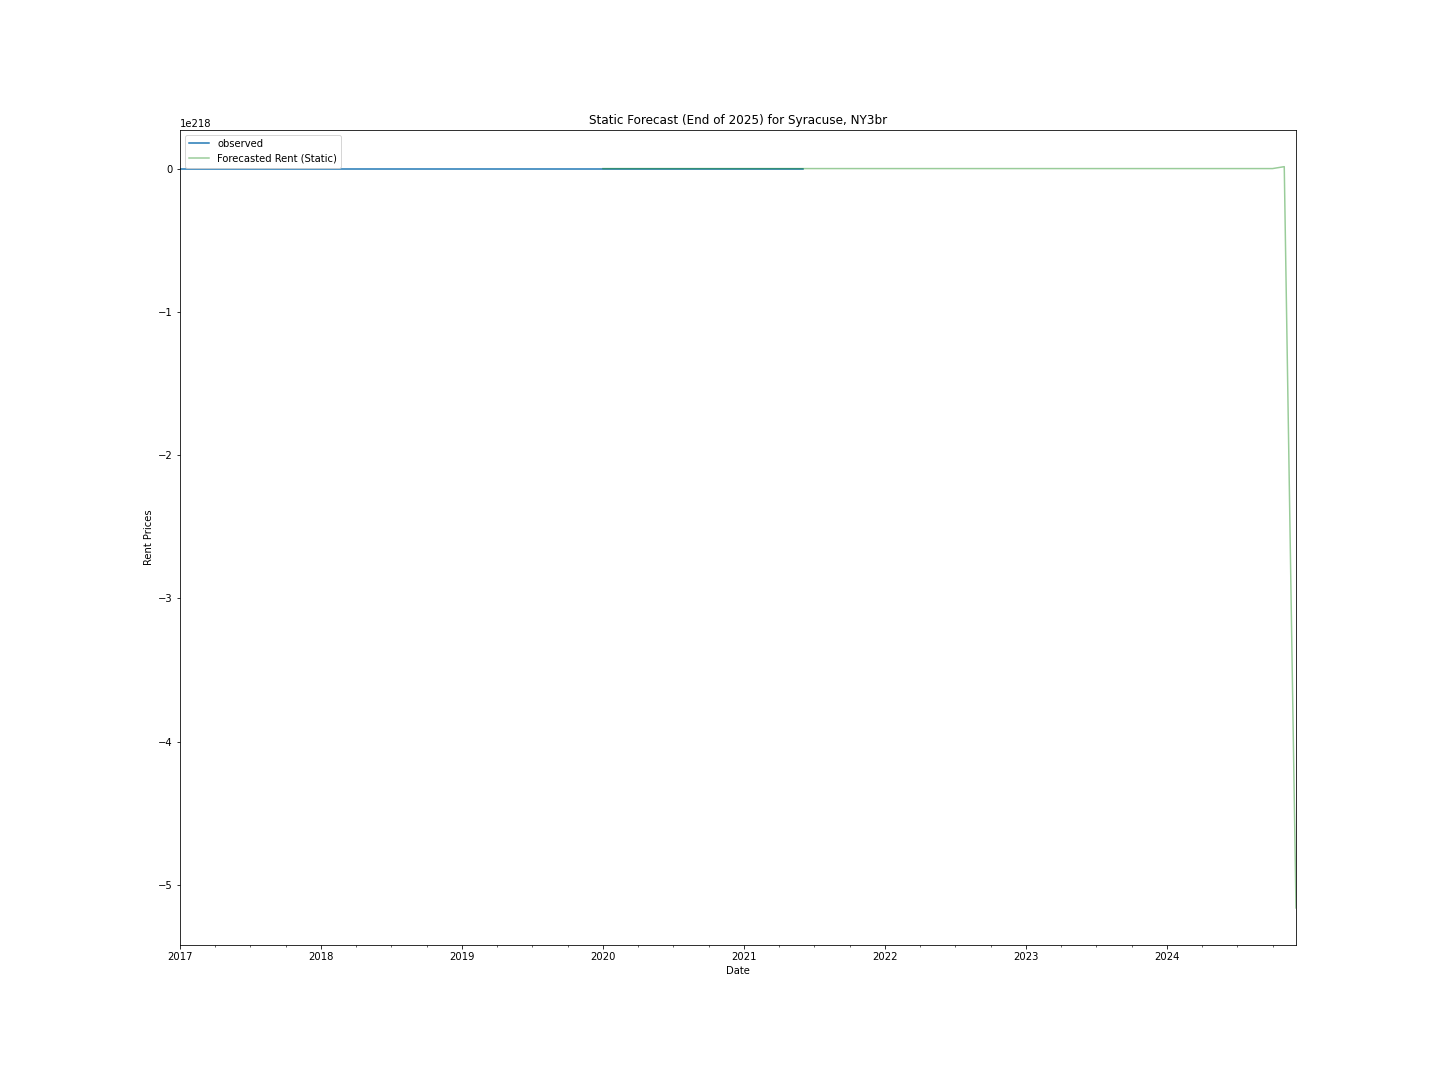 Static Forecast (End of 2025) for Syracuse, NY3br
1e218
observed
Forecasted Rent (Static)
0
−1
−2
−3
−4
−5
Rent Prices
2017 2018 2019 2020 2021 2022 2023 2024
Date